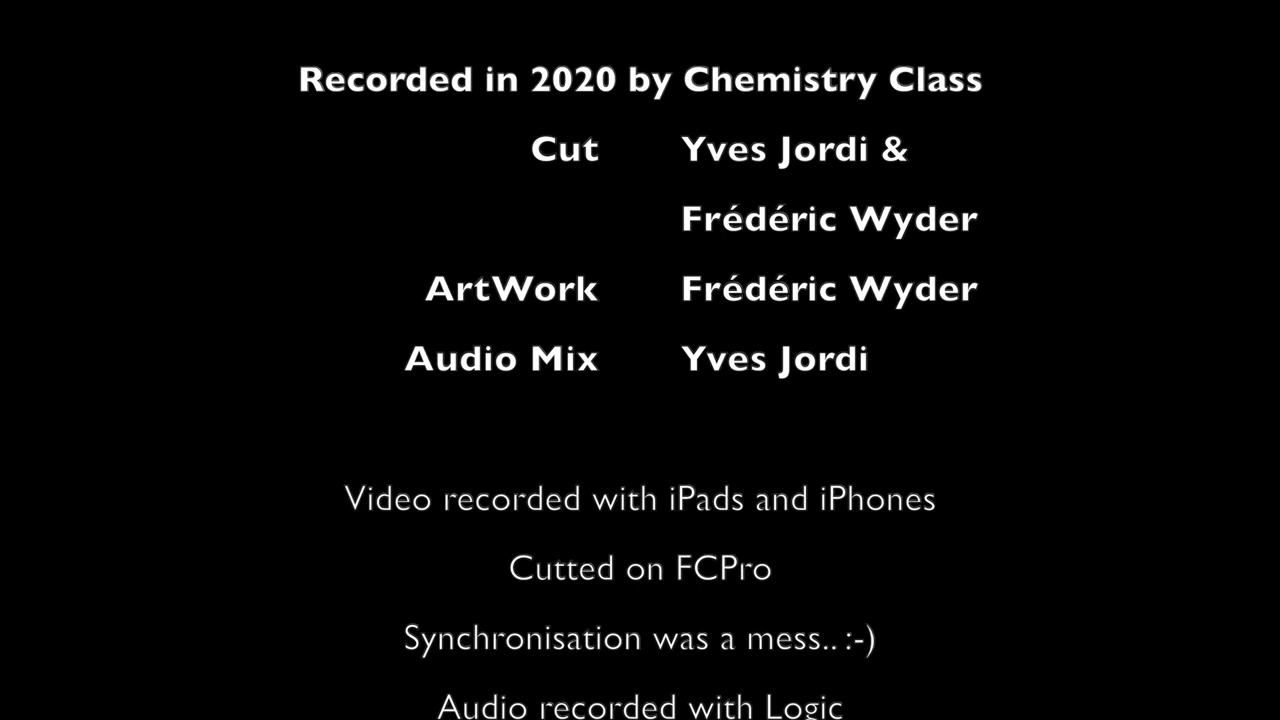 Recorded in 2020 by Chemistry Class
Cut Yves Jordi &
Frédéric Wyder
ArtWork Frédéric Wyder
Audio Mix Yves Jordi
Video recorded with iPads and iPhones
Cutted on FCPro
Synchronisation was a mess.. :-)
Audio recorded with Logic